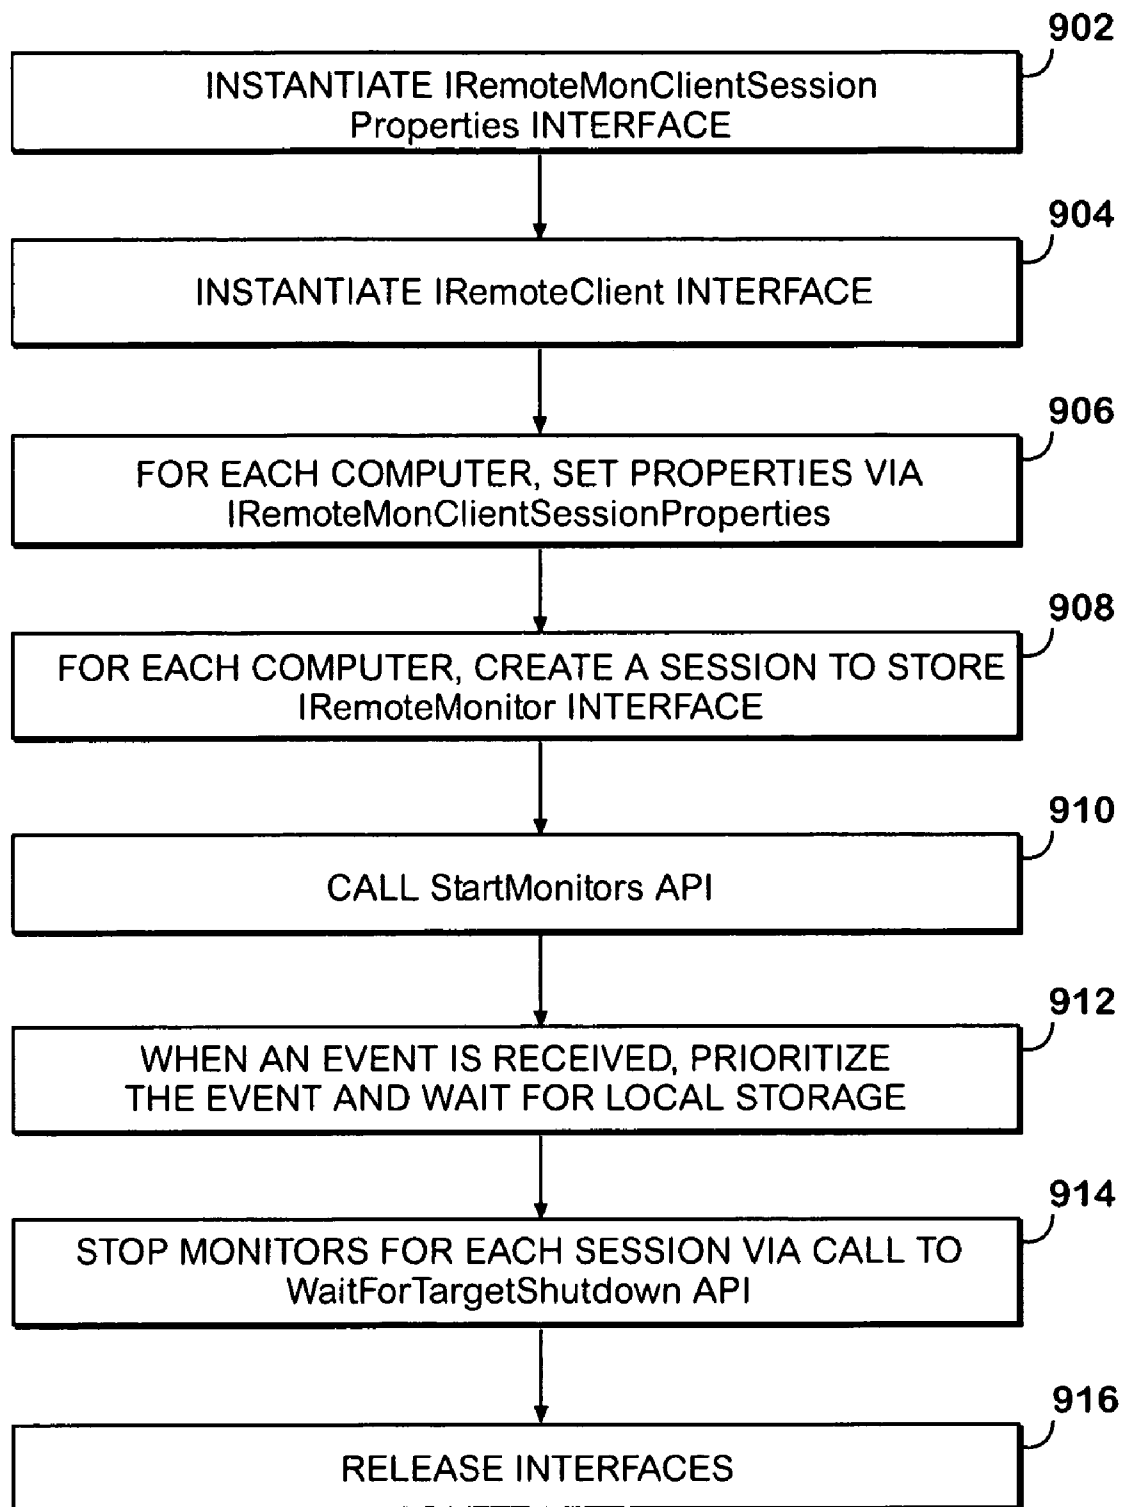 902
INSTANTIATE IRemoteMonClientSession
Properties INTERFACE
904
INSTANTIATE IRemoteClient INTERFACE
906
FOR EACH COMPUTER, SET PROPERTIES VIA
IRemoteMonClientSessionProperties
908
FOR EACH COMPUTER, CREATE A SESSION TO STORE
IRemoteMonitor INTERFACE
910
CALL StartMonitors API
912
WHEN AN EVENT IS RECEIVED, PRIORITIZE
THE EVENT AND WAIT FOR LOCAL STORAGE
914
STOP MONITORS FOR EACH SESSION VIA CALL TO
WaitForTargetShutdown API
916
RELEASE INTERFACES